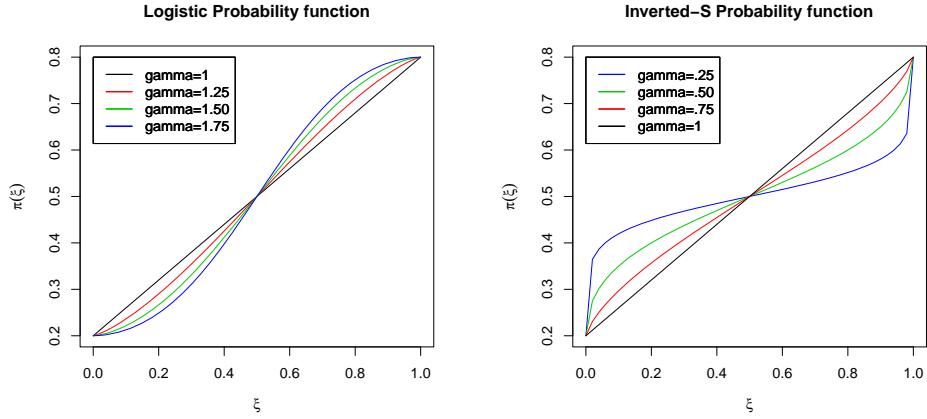 Logistic Probability function
π(ξ)
0.8
0.7
0.6
0.5
0.4
0.3
0.2
gamma=1
gamma=1.25
gamma=1.50
gamma=1.75
0.0 0.2 0.4 0.6 0.8 1.0
ξ
Inverted−S Probability function
π(ξ)
0.8
0.7
0.6
0.5
0.4
0.3
0.2
gamma=.25
gamma=.50
gamma=.75
gamma=1
0.0 0.2 0.4 0.6 0.8 1.0
ξ